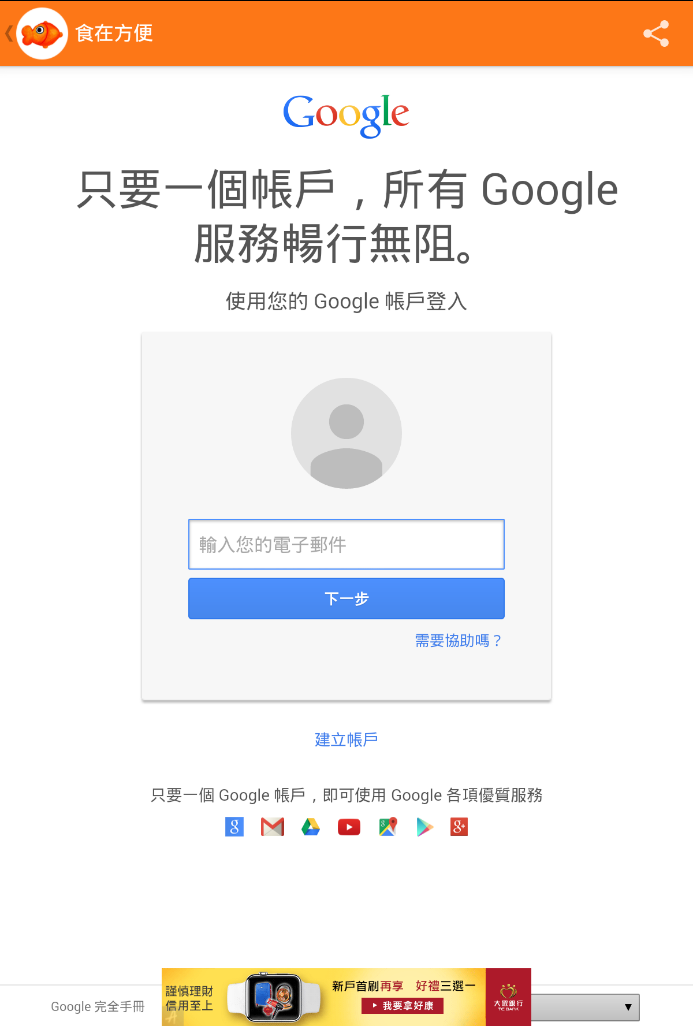 食在方便
Google
只要一個帳戶，所有 Google
服務暢行無阻。
使用您的 Google 帳戶登入
輸入您的電子郵件
下一步
需要協助嗎？
建立帳戶
只要一個 Google 帳戶，即可使用 Google 各項優質服務
Google 完全手冊
謹慎理財
信用至上
新戶首刷再享 好禮三選一
我要拿好康
大眾銀行